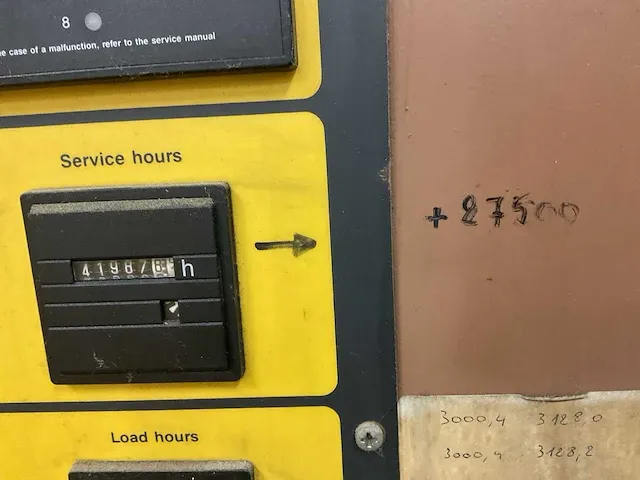 8
e case of a malfunction, refer to the service manual
Service hours
h
+ 27500
Load hours
3000,4 3128,0
3000,4 3128,2